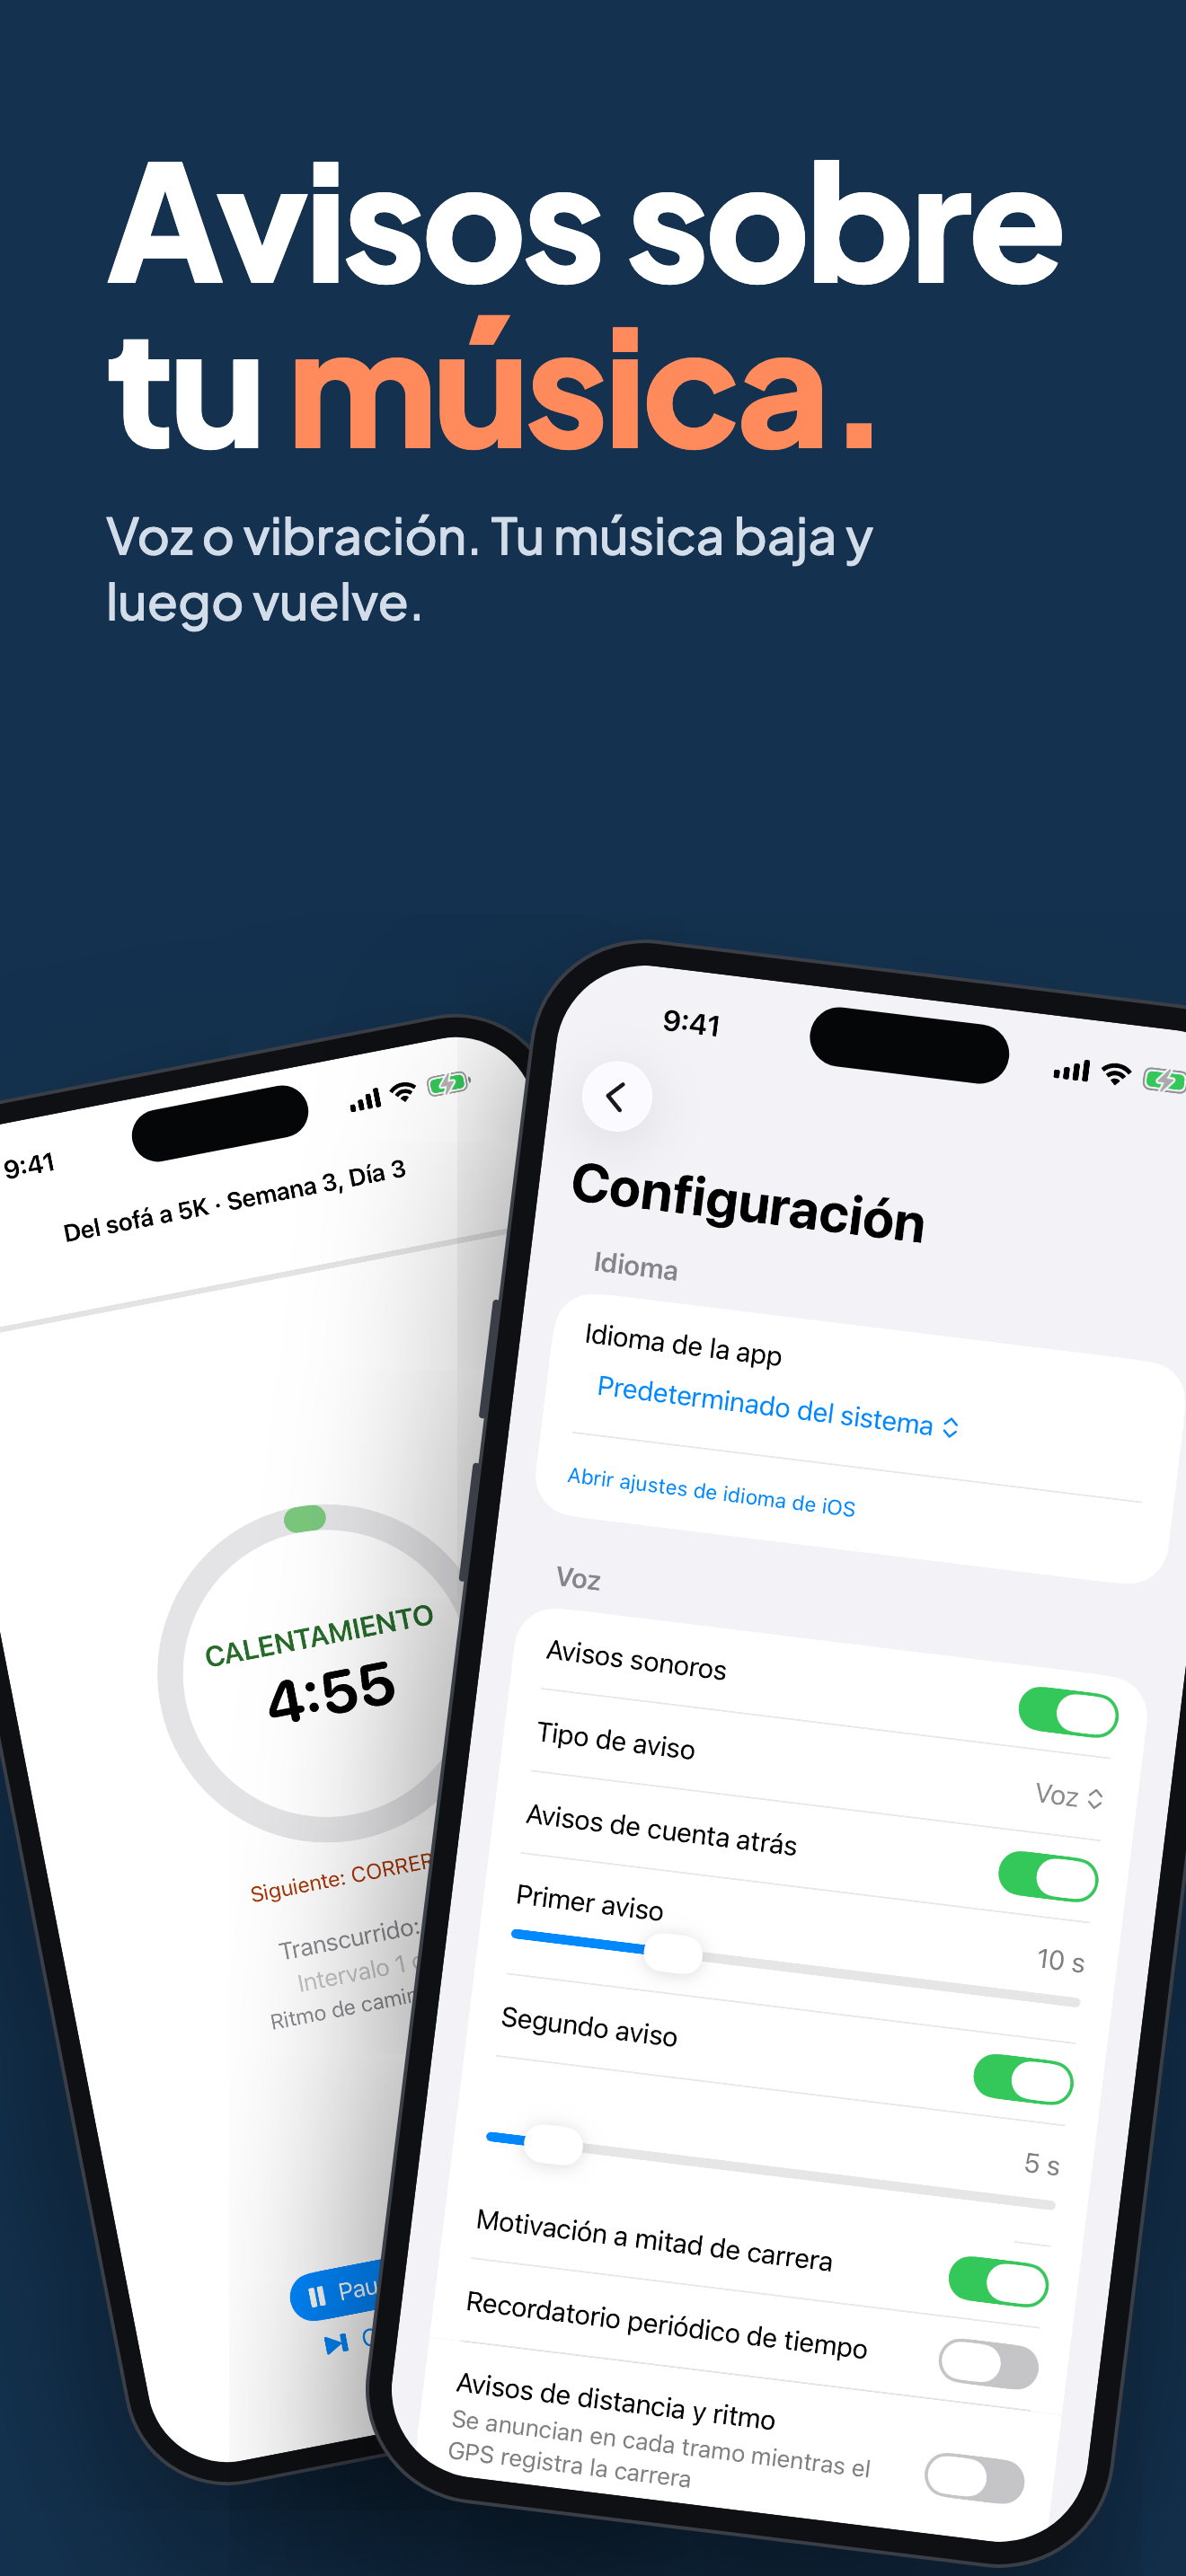 Avisos sobre
tu música.
Voz o vibración. Tu música baja y
luego vuelve.
9:41
Del sofá a 5K · Semana 3, Día 3
CALENTAMIENTO
4:55
Siguiente: CORRER
Transcurrido:
Intervalo 1
Ritmo de
9:41
Configuración
Idioma
Idioma de la app
Predeterminado del sistema
Abrir ajustes de idioma de iOS
Voz
Avisos sonoros
Tipo de aviso
Voz
Avisos de cuenta atrás
Primer aviso
10 s
Segundo aviso
5 s
Motivación a mitad de carrera
Recordatorio periódico de tiempo
Avisos de distancia y ritmo
Se anuncian en cada tramo mientras el
GPS registra la carrera